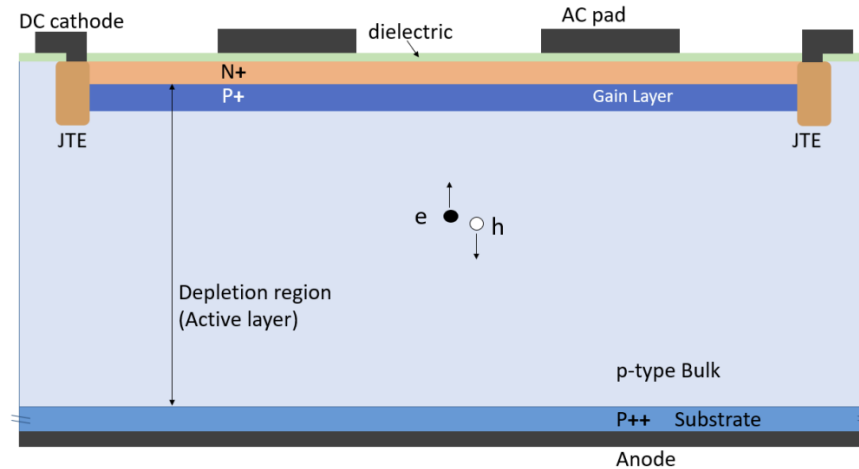 DC cathode
AC pad
dielectric
N+
P+
Gain Layer
JTE
JTE
e
h
Depletion region
(Active layer)
p-type Bulk
P++ Substrate
Anode